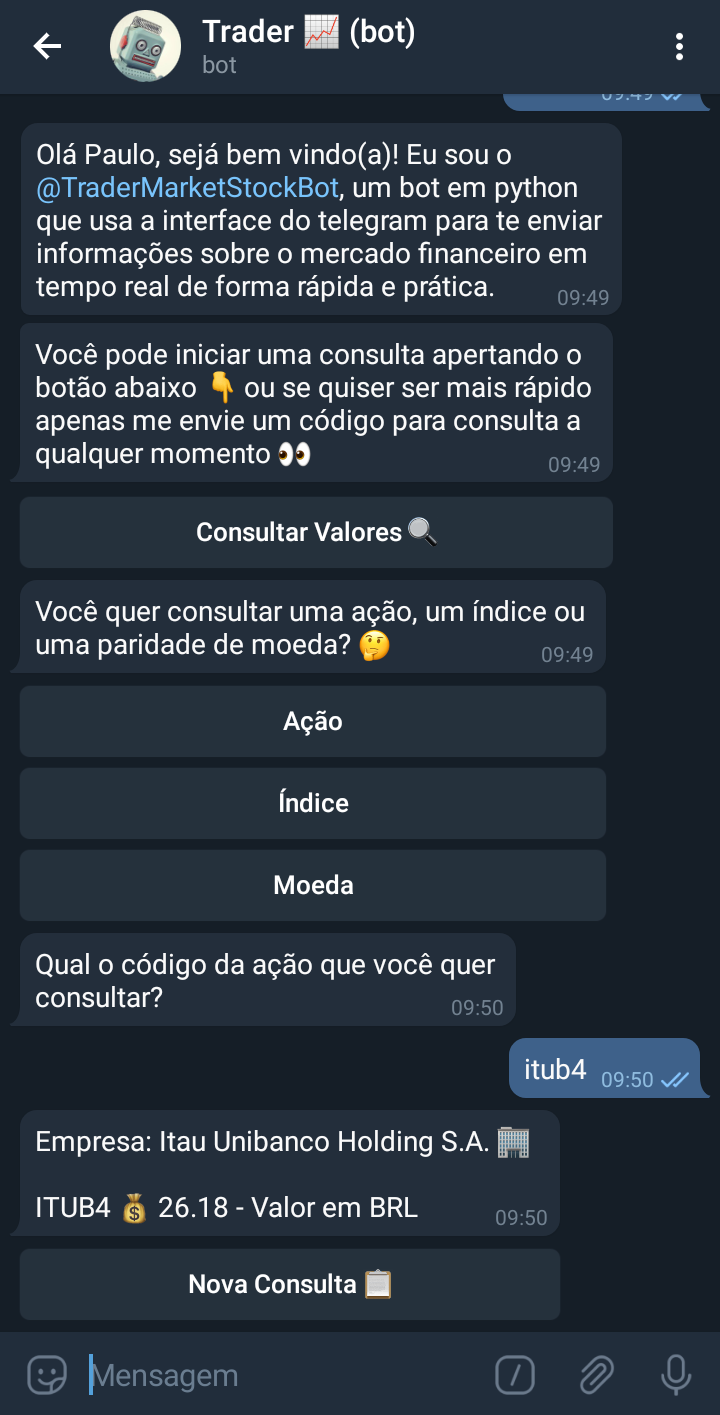 Trader 📈 (bot)
bot
09:49
Olá Paulo, sejá bem vindo(a)! Eu sou o
@TraderMarketStockBot, um bot em python
que usa a interface do telegram para te enviar
informações sobre o mercado financeiro em
tempo real de forma rápida e prática.
09:49
Você pode iniciar uma consulta apertando o
botão abaixo 👇 ou se quiser ser mais rápido
apenas me envie um código para consulta a
qualquer momento 👀
09:49
Consultar Valores 🔍
Você quer consultar uma ação, um índice ou
uma paridade de moeda? 🤔
09:49
Ação
Índice
Moeda
Qual o código da ação que você quer
consultar?
09:50
itub4 09:50
Empresa: Itau Unibanco Holding S.A. 🏢
ITUB4 💰 26.18 - Valor em BRL
09:50
Nova Consulta 📋
Mensagem